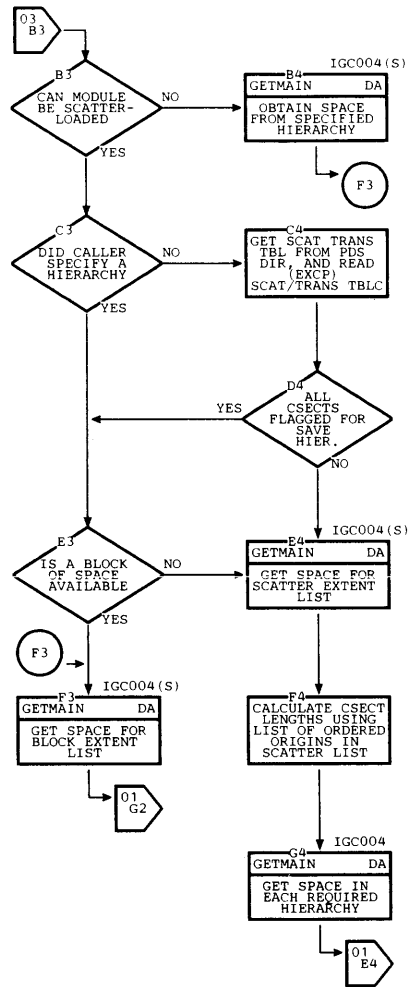 03
B3
B3
CAN MODULE
BE SCATTER-
LOADED
NO
YES
IGC004(S)
B4
GETMAIN DA
OBTAIN SPACE
FROM SPECIFIED
HIERARCHY
F3
C3
DID CALLER
SPECIFY A
HIERARCHY
NO
YES
C4
GET SCAT TRANS
TBL FROM PDS
DIR, AND READ
(EXCP)
SCAT/TRANS TBLC
D4
ALL
CSECTS
FLAGGED FOR
SAVE
HIER.
YES
NO
E3
IS A BLOCK
OF SPACE
AVAILABLE
NO
YES
IGC004(S)
E4
GETMAIN DA
GET SPACE FOR
SCATTER EXTENT
LIST
F3
IGC004(S)
F3
GETMAIN DA
GET SPACE FOR
BLOCK EXTENT
LIST
01
G2
F4
CALCULATE CSECT
LENGTHS USING
LIST OF ORDERED
ORIGINS IN
SCATTER LIST
IGC004
G4
GETMAIN DA
GET SPACE IN
EACH REQUIRED
HIERARCHY
01
E4